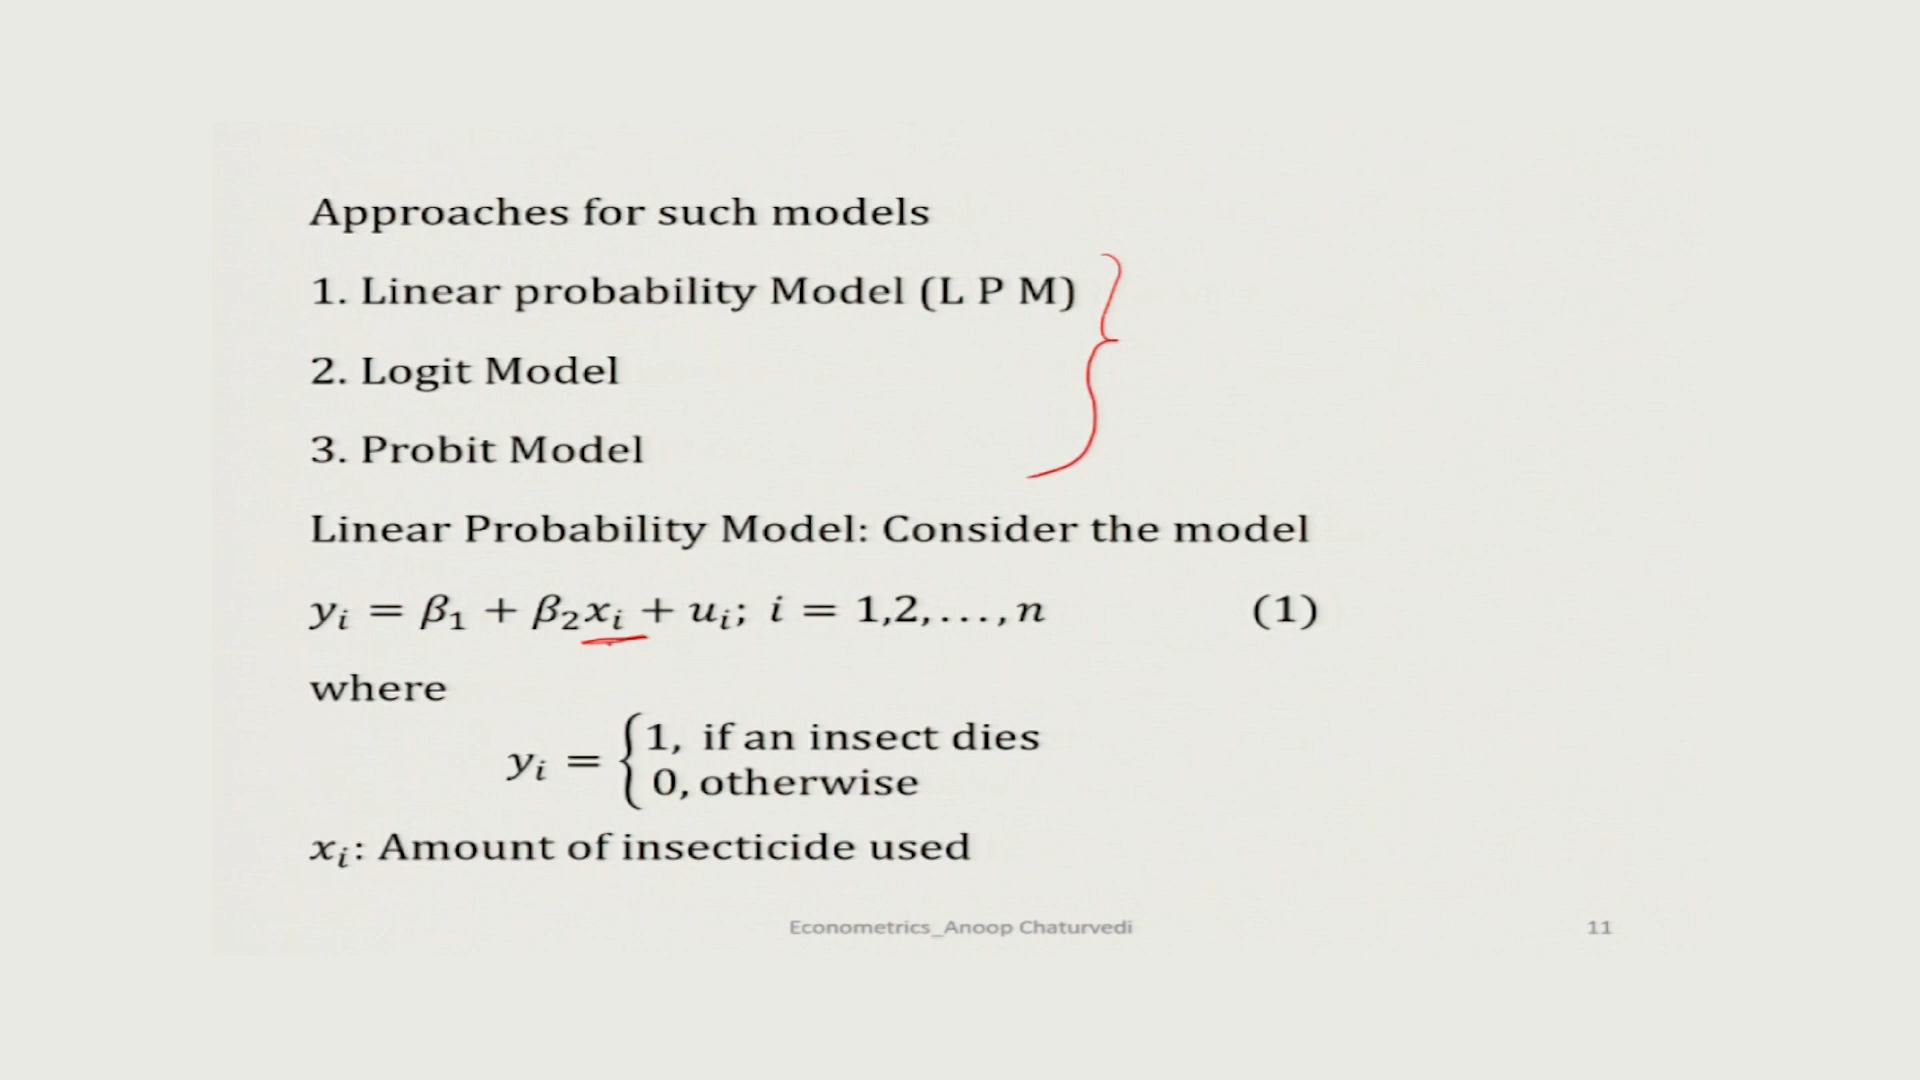 Approaches for such models
1. Linear probability Model (L P M)
2. Logit Model
3. Probit Model
Linear Probability Model: Consider the model
yᵢ = β₁ + β₂xᵢ + uᵢ; i = 1,2,...,n (1)
where
yᵢ = { 1, if an insect dies
0, otherwise
xᵢ: Amount of insecticide used
Econometrics_Anoop Chaturvedi 11